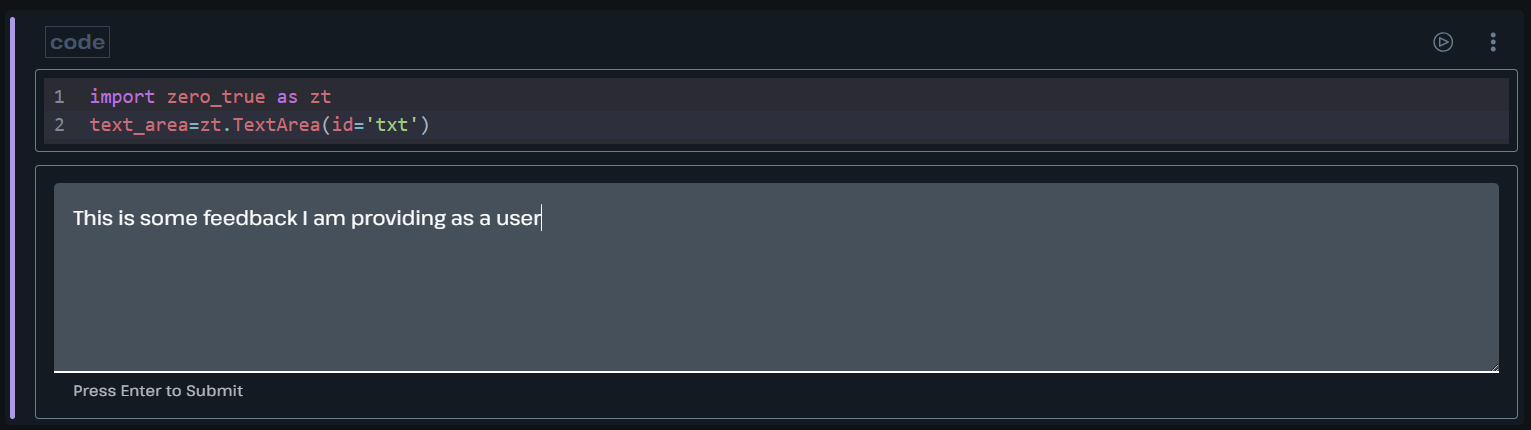 code
1 import zero_true as zt
2 text_area=zt.TextArea(id='txt')
This is some feedback I am providing as a user
Press Enter to Submit